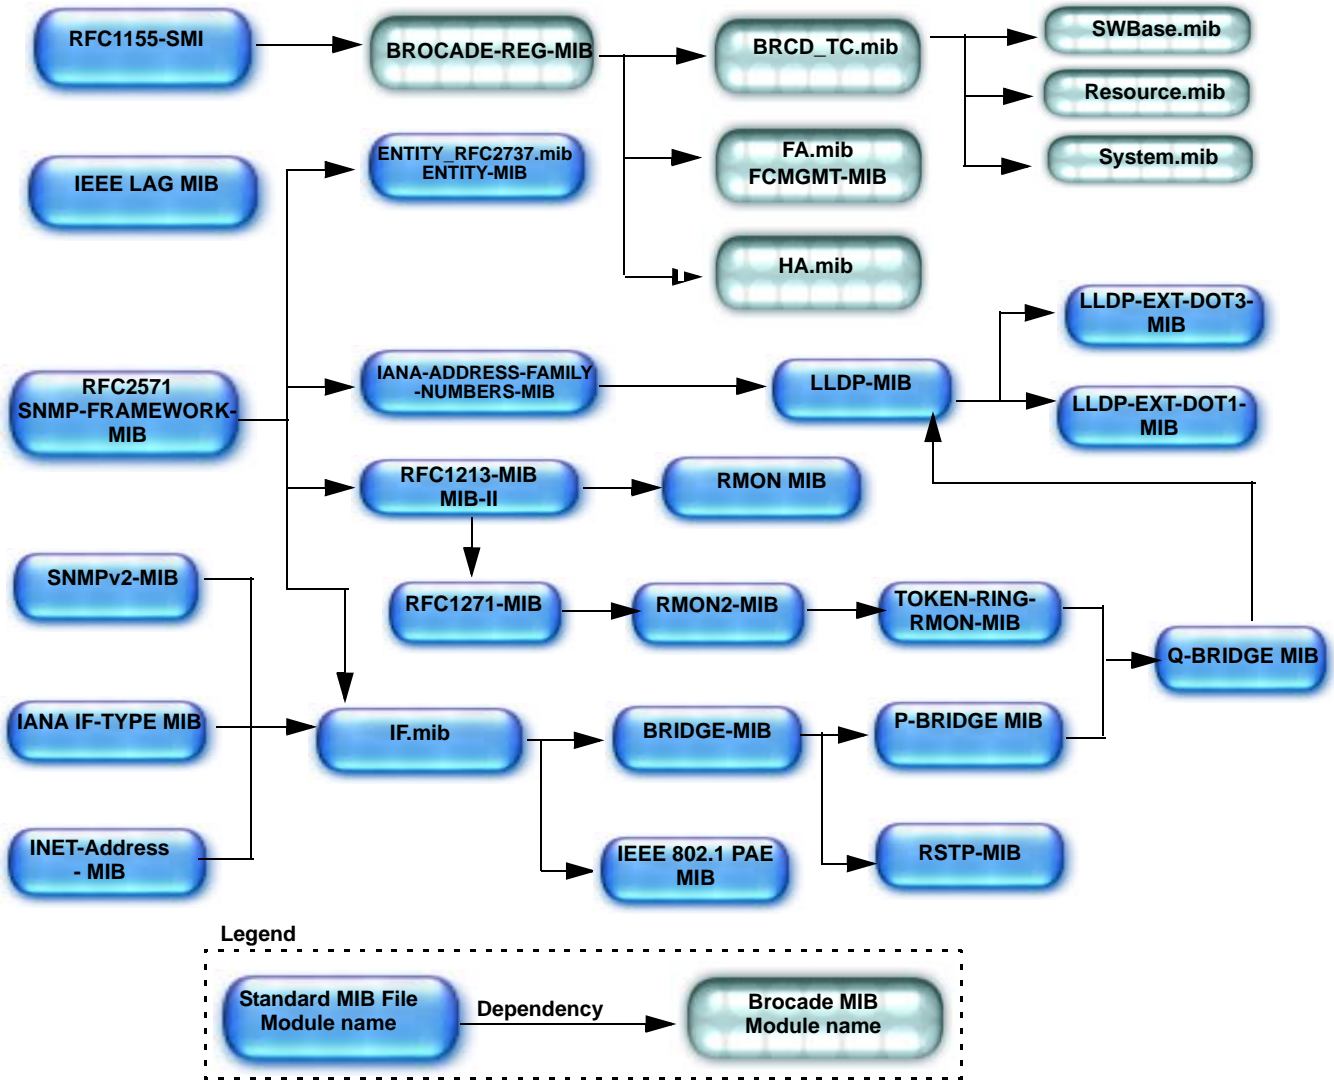 RFC1155-SMI
BROCADE-REG-MIB
BRCD_TC.mib
SWBase.mib
Resource.mib
System.mib
IEEE LAG MIB
ENTITY_RFC2737.mib
ENTITY-MIB
FA.mib
FCMGMT-MIB
HA.mib
LLDP-EXT-DOT3-
MIB
RFC2571
SNMP-FRAMEWORK-
MIB
IANA-ADDRESS-FAMILY
-NUMBERS-MIB
LLDP-MIB
LLDP-EXT-DOT1-
MIB
RFC1213-MIB
MIB-II
RMON MIB
SNMPv2-MIB
RFC1271-MIB
RMON2-MIB
TOKEN-RING-
RMON-MIB
Q-BRIDGE MIB
IANA IF-TYPE MIB
IF.mib
BRIDGE-MIB
P-BRIDGE MIB
INET-Address
- MIB
IEEE 802.1 PAE
MIB
RSTP-MIB
Legend
Standard MIB File
Module name
Dependency
Brocade MIB
Module name